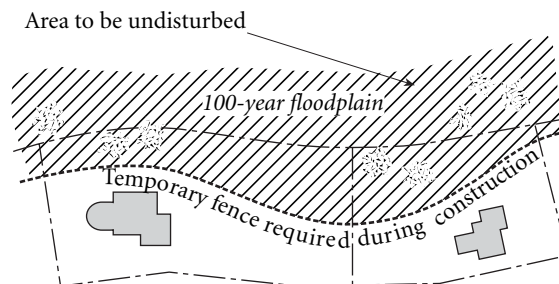 Area to be undisturbed
100-year floodplain
Temporary fence required during construction